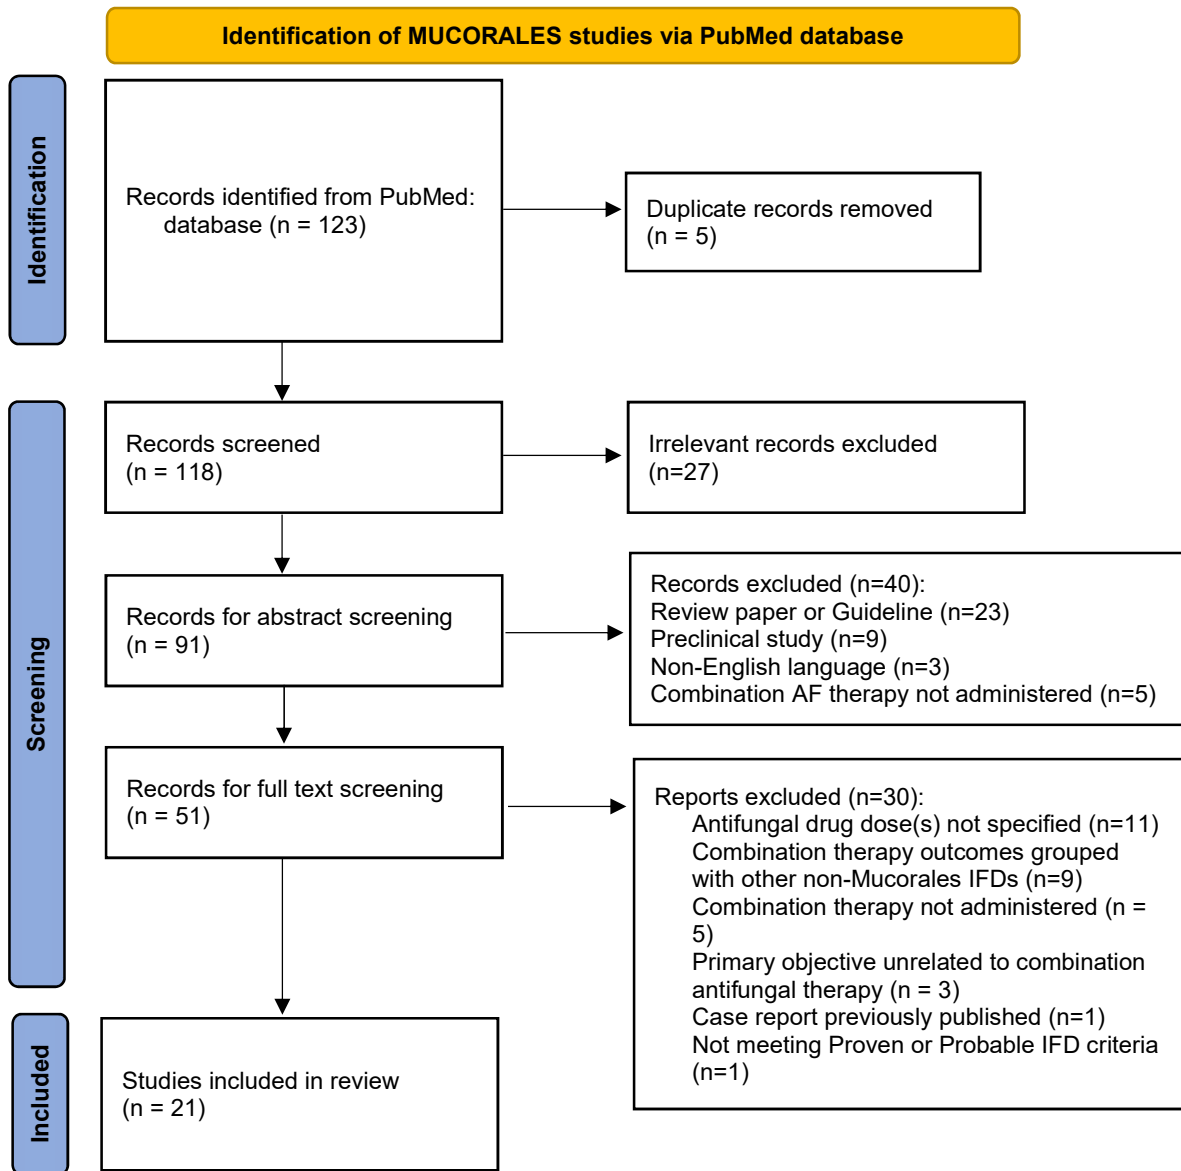 Identification of MUCORALES studies via PubMed database
Identification
Records identified from PubMed:
database (n = 123)
Duplicate records removed
(n = 5)
Screening
Records screened
(n = 118)
Irrelevant records excluded
(n=27)
Records for abstract screening
(n = 91)
Records excluded (n=40):
Review paper or Guideline (n=23)
Preclinical study (n=9)
Non-English language (n=3)
Combination AF therapy not administered (n=5)
Records for full text screening
(n = 51)
Reports excluded (n=30):
Antifungal drug dose(s) not specified (n=11)
Combination therapy outcomes grouped
with other non-Mucorales IFDs (n=9)
Combination therapy not administered (n =
5)
Primary objective unrelated to combination
antifungal therapy (n = 3)
Case report previously published (n=1)
Not meeting Proven or Probable IFD criteria
(n=1)
Included
Studies included in review
(n = 21)